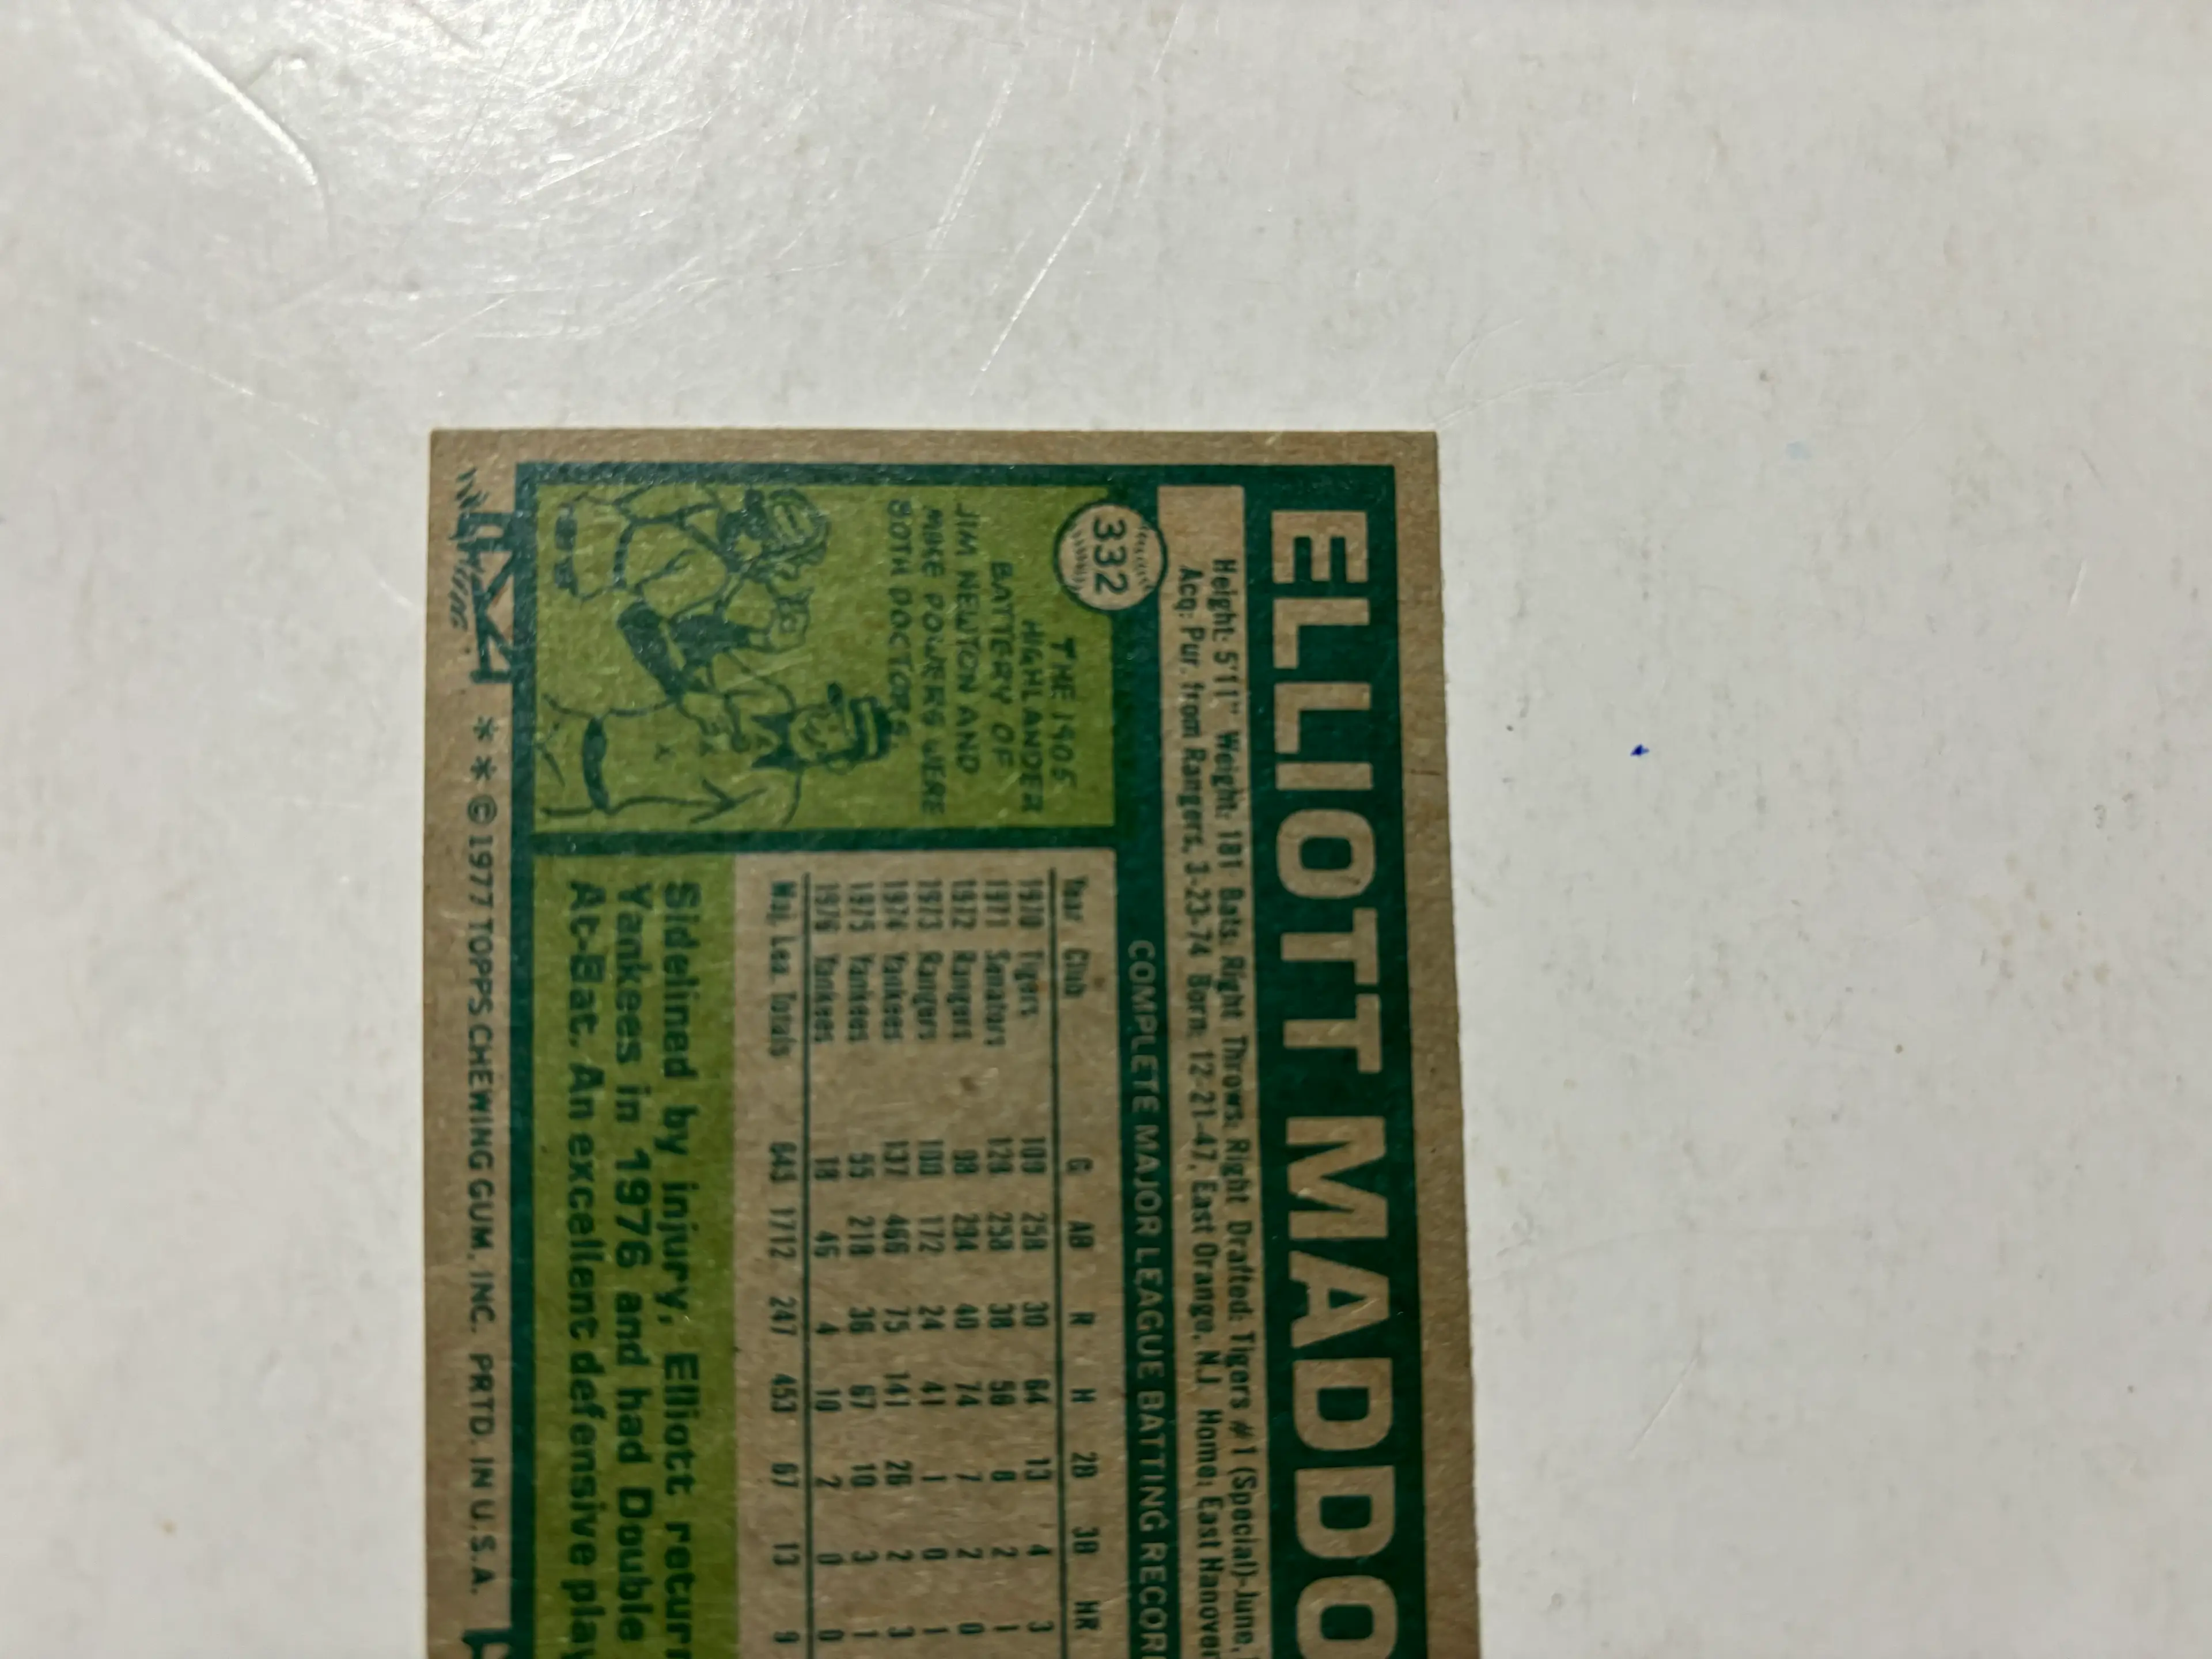 ELLIOTT MADDO
Height: 5'11" Weight: 181 Bats: Right Throws: Right Drafted: Tigers #1 (Special)-June,
Acq: Pur. from Rangers, 3-23-74 Born: 12-21-47, East Orange, N.J. Home: East Hanover
332
COMPLETE MAJOR LEAGUE BATTING RECOR
THE 1905
HIGHLANDER
BATTERY OF
JIM NEWTON AND
MIKE POWERS WERE
BOTH DOCTORS
Year Club G AB R H 2B 3B HR
1970 Tigers 109 258 30 64 13 4 3
1971 Senators 128 258 38 56 8 2 1
1972 Rangers 98 294 40 74 7 2 0
1973 Rangers 100 172 24 41 1 0 1
1974 Yankees 137 466 75 141 26 2 3
1975 Yankees 55 218 36 67 10 3 1
1976 Yankees 18 46 4 10 2 0 0
Maj. Lea. Totals 645 1712 247 453 67 13 9
Sidelined by injury, Elliott return
Yankees in 1976 and had Double
At-Bat. An excellent defensive play
* * ©1977 TOPPS CHEWING GUM, INC. PRTD. IN U.S.A.